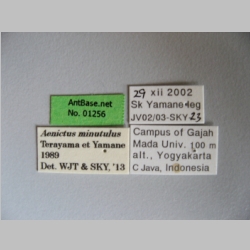 AntBase.net
No. 01256
29 xii 2002
Sk Yamane leg
JV02/03-SKY-23
Aenictus minutulus
Terayama et Yamane
1989
Det. WJT & SKY, '13
Campus of Gajah
Mada Univ. 100 m
alt., Yogyakarta
C Java, Indonesia